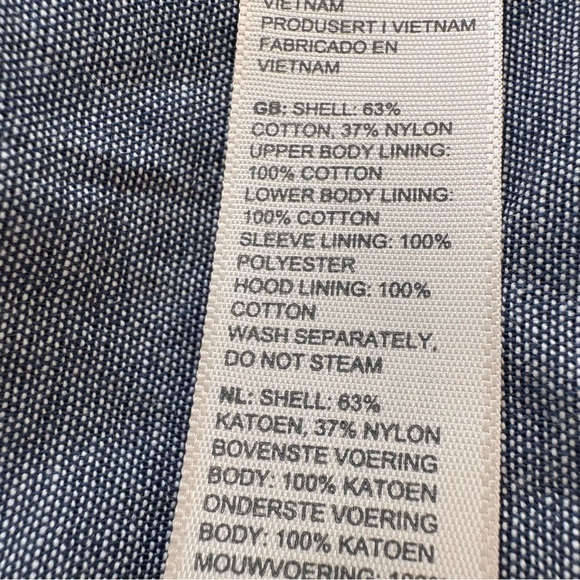 VIETNAM
PRODUSERT I VIETNAM
FABRICADO EN
VIETNAM
GB: SHELL: 63%
COTTON, 37% NYLON
UPPER BODY LINING:
100% COTTON
LOWER BODY LINING:
100% COTTON
SLEEVE LINING: 100%
POLYESTER
HOOD LINING: 100%
COTTON
WASH SEPARATELY,
DO NOT STEAM
NL: SHELL: 63%
KATOEN, 37% NYLON
BOVENSTE VOERING
BODY: 100% KATOEN
ONDERSTE VOERING
BODY: 100% KATOEN
MOUWVOERING: 100%